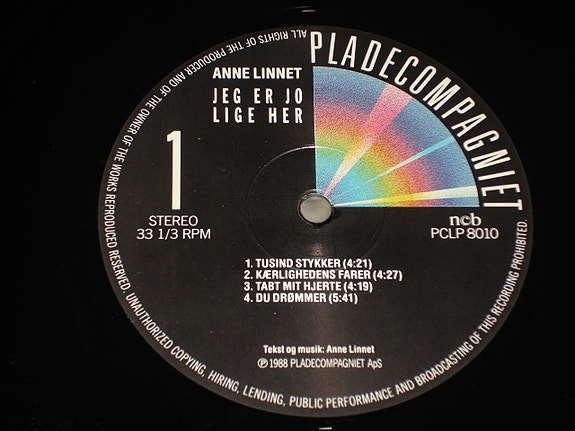 PLADECOMPAGNIET
ANNE LINNET
JEG ER JO
LIGE HER
1
STEREO
33 1/3 RPM
ncb
PCLP 8010
1. TUSIND STYKKER (4:21)
2. KÆRLIGHEDENS FARER (4:27)
3. TABT MIT HJERTE (4:19)
4. DU DRØMMER (5:41)
Tekst og musik: Anne Linnet
Ⓟ 1988 PLADECOMPAGNIET ApS
ALL RIGHTS OF THE PRODUCER AND OF THE OWNER OF THE WORKS REPRODUCED RESERVED. UNAUTHORIZED COPYING, HIRING, LENDING, PUBLIC PERFORMANCE AND BROADCASTING OF THIS RECORDING PROHIBITED.